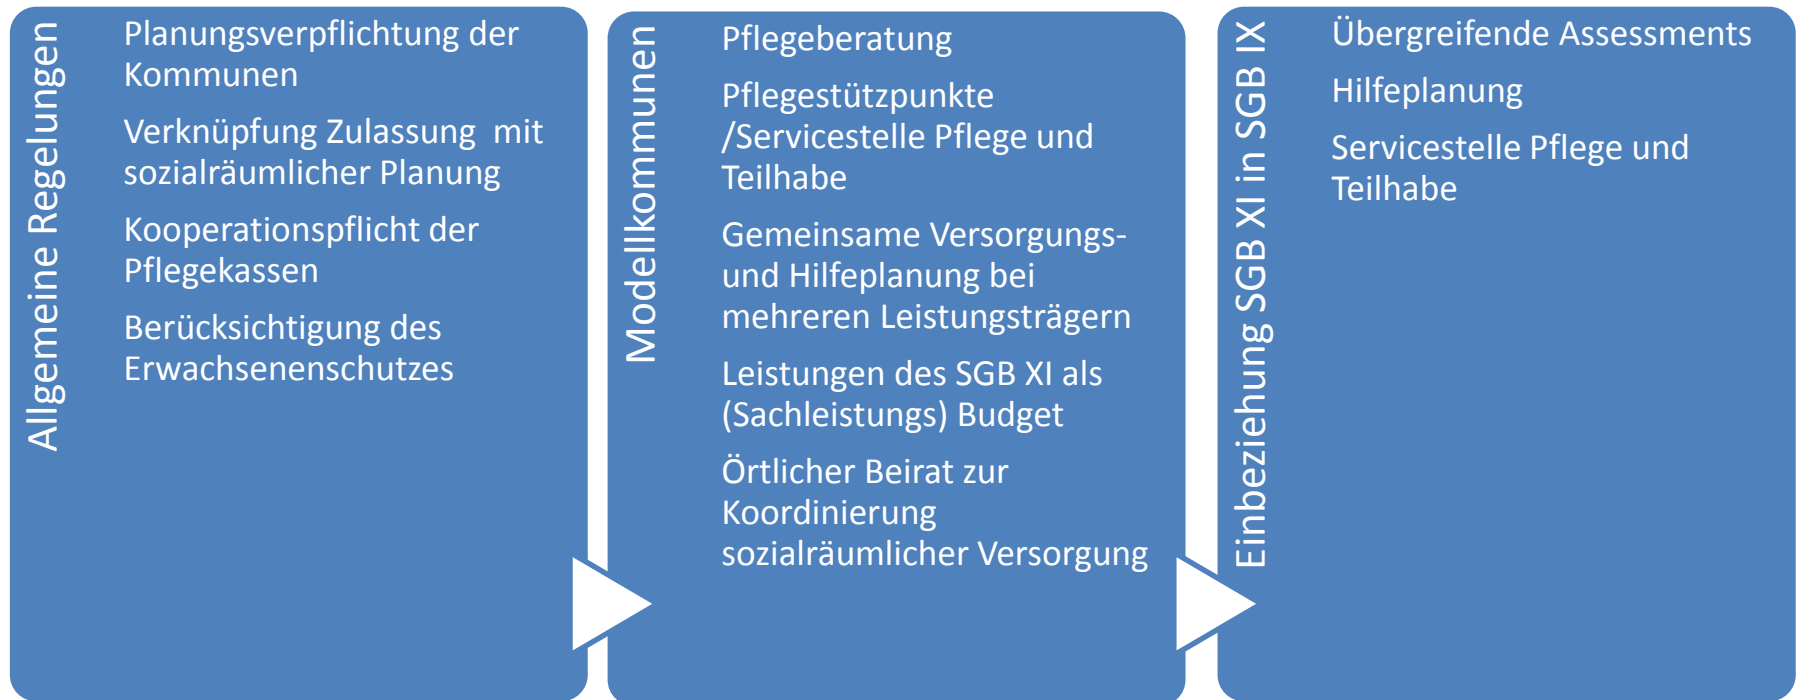 Allgemeine Regelungen
Planungsverpflichtung der
Kommunen
Verknüpfung Zulassung  mit
sozialräumlicher Planung
Kooperationspflicht der
Pflegekassen
Berücksichtigung des
Erwachsenenschutzes
Modellkommunen
Pflegeberatung
Pflegestützpunkte
/Servicestelle Pflege und
Teilhabe
Gemeinsame Versorgungs-
und Hilfeplanung bei
mehreren Leistungsträgern
Leistungen des SGB XI als
(Sachleistungs) Budget
Örtlicher Beirat zur
Koordinierung
sozialräumlicher Versorgung
Einbeziehung SGB XI in SGB IX
Übergreifende Assessments
Hilfeplanung
Servicestelle Pflege und
Teilhabe